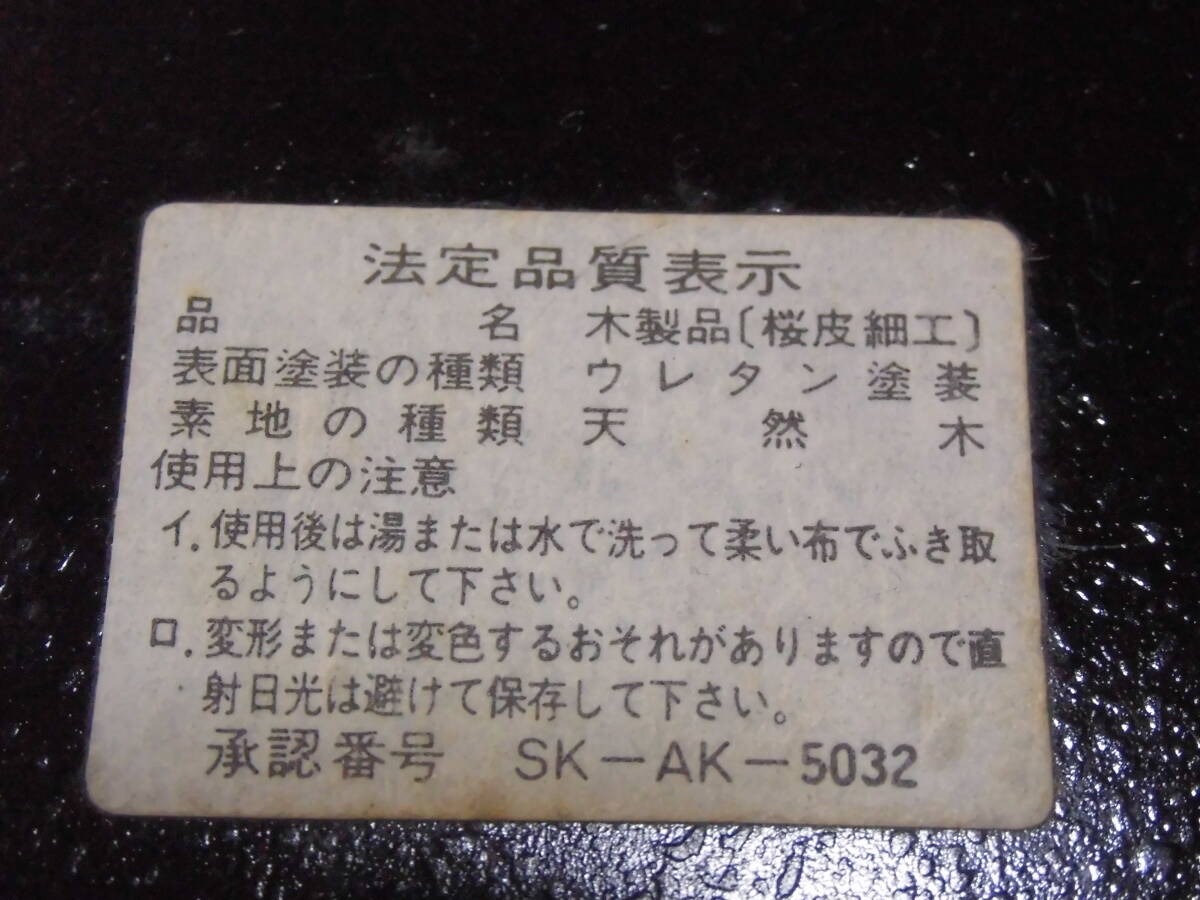 法定品質表示
品名 木製品〔桜皮細工〕
表面塗装の種類 ウレタン塗装
素地の種類 天然木
使用上の注意
イ.使用後は湯または水で洗って柔い布でふき取
るようにして下さい。
ロ.変形または変色するおそれがありますので直
射日光は避けて保存して下さい。
承認番号 SK-AK-5032